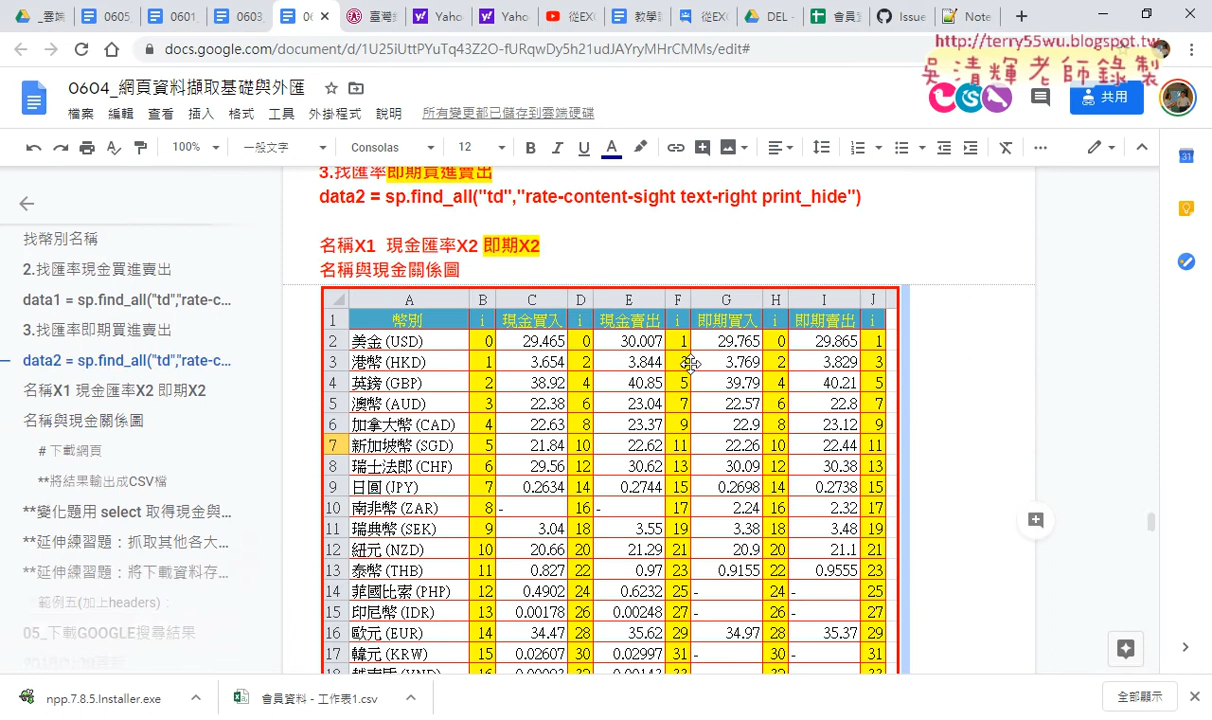 _雲端
0605
0601
0603
06
臺灣
Yaho
Yaho
從EXC
教學
從EXC
DEL -
會員
Issue
Note
docs.google.com/document/d/1U25iUttPYuTq43Z2O-fURqwDy5h21udJAYryMHrCMMs/edit#
http://terry55wu.blogspot.tw
吳清輝老師錄製
0604_網頁資料擷取基礎與外匯
檔案 編輯 查看 插入 格式 工具 外掛程式 說明 所有變更都已儲存到雲端硬碟
共用
100% 一般文字 Consolas 12 B I U A
找幣別名稱
2.找匯率現金買進賣出
data1 = sp.find_all("td","rate-c...
3.找匯率即期買進賣出
data2 = sp.find_all("td","rate-c...
名稱X1 現金匯率X2 即期X2
名稱與現金關係圖
# 下載網頁
**將結果輸出成CSV檔
**變化題用 select 取得現金與...
**延伸練習題：抓取其他各大...
**延伸練習題：將下載資料存...
範例五(加上headers)：
05_下載GOOGLE搜尋結果
3.找匯率即期買進賣出
data2 = sp.find_all("td","rate-content-sight text-right print_hide")
名稱X1 現金匯率X2 即期X2
名稱與現金關係圖
A B C D E F G H I J
1 幣別 i 現金買入 i 現金賣出 i 即期買入 i 即期賣出 i
2 美金 (USD) 0 29.465 0 30.007 1 29.765 0 29.865 1
3 港幣 (HKD) 1 3.654 2 3.844 3.769 2 3.829 3
4 英鎊 (GBP) 2 38.92 4 40.85 5 39.79 4 40.21 5
5 澳幣 (AUD) 3 22.38 6 23.04 7 22.57 6 22.8 7
6 加拿大幣 (CAD) 4 22.63 8 23.37 9 22.9 8 23.12 9
7 新加坡幣 (SGD) 5 21.84 10 22.62 11 22.26 10 22.44 11
8 瑞士法郎 (CHF) 6 29.56 12 30.62 13 30.09 12 30.38 13
9 日圓 (JPY) 7 0.2634 14 0.2744 15 0.2698 14 0.2738 15
10 南非幣 (ZAR) 8 - 16 - 17 2.24 16 2.32 17
11 瑞典幣 (SEK) 9 3.04 18 3.55 19 3.38 18 3.48 19
12 紐元 (NZD) 10 20.66 20 21.29 21 20.9 20 21.1 21
13 泰幣 (THB) 11 0.827 22 0.97 23 0.9155 22 0.9555 23
14 菲國比索 (PHP) 12 0.4902 24 0.6232 25 - 24 - 25
15 印尼幣 (IDR) 13 0.00178 26 0.00248 27 - 26 - 27
16 歐元 (EUR) 14 34.47 28 35.62 29 34.97 28 35.37 29
17 韓元 (KRW) 15 0.02607 30 0.02997 31 - 30 - 31
npp.7.8.5.Installer.exe
會員資料 - 工作表1.csv
全部顯示